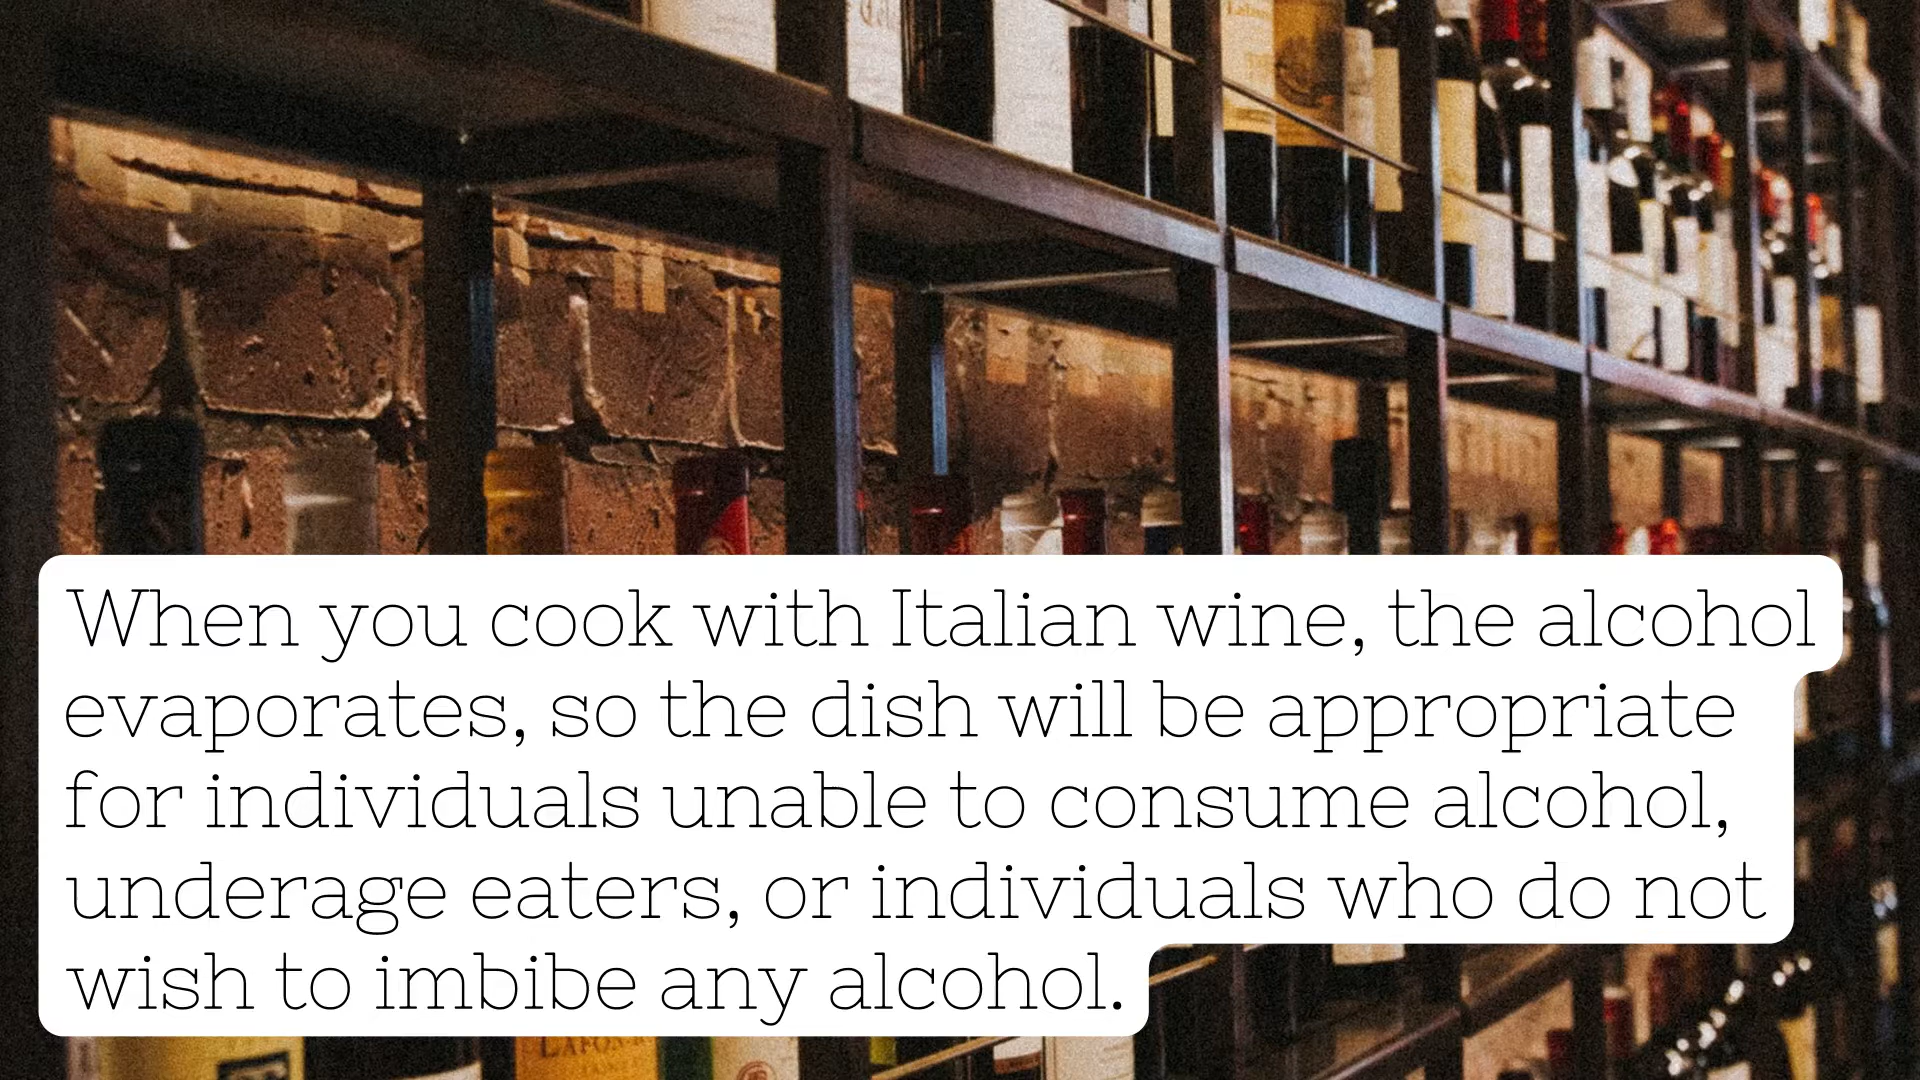 When you cook with Italian wine, the alcohol
evaporates, so the dish will be appropriate
for individuals unable to consume alcohol,
underage eaters, or individuals who do not
wish to imbibe any alcohol.